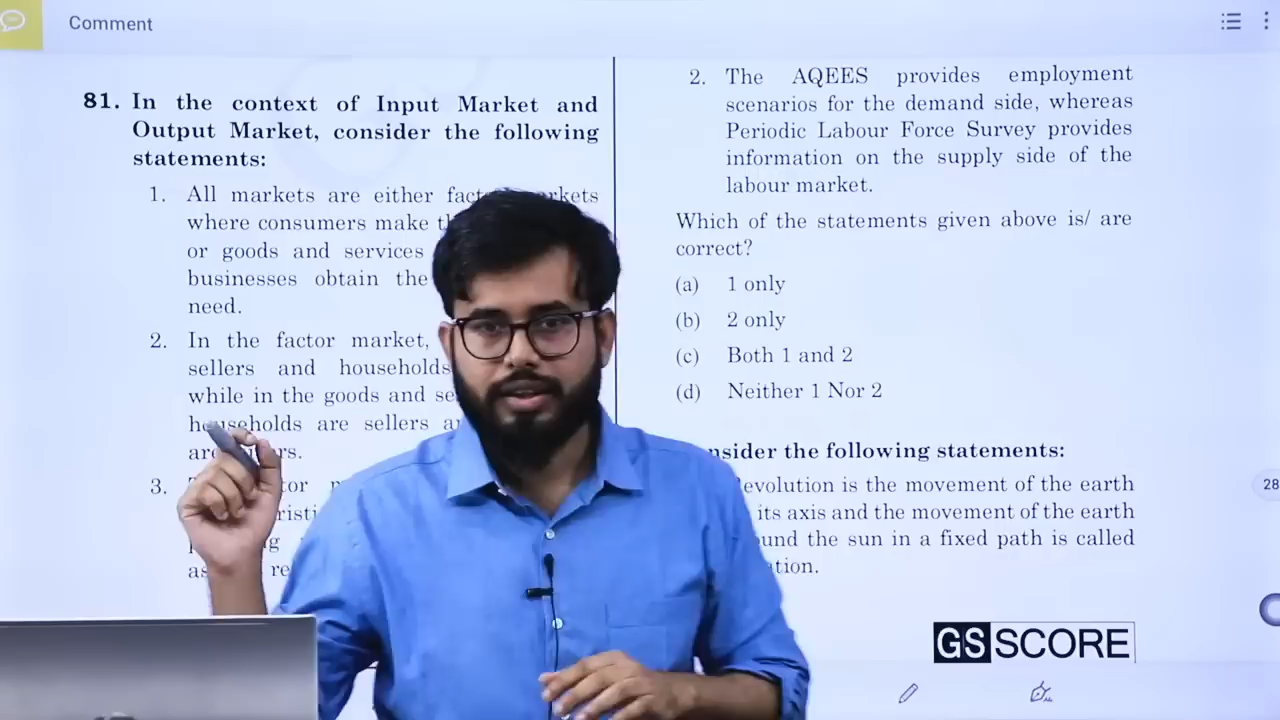 Comment
81. In the context of Input Market and
Output Market, consider the following
statements:
1. All markets are either
where consumers make
or goods and services
businesses obtain the
need.
2. In the factor market,
sellers and households
while in the goods and
households are sellers
3.
2. The AQEES provides employment
scenarios for the demand side, whereas
Periodic Labour Force Survey provides
information on the supply side of the
labour market.
Which of the statements given above is/ are
correct?
(a) 1 only
(b) 2 only
(c) Both 1 and 2
(d) Neither 1 Nor 2
the following statements:
is the movement of the earth
its axis and the movement of the earth
the sun in a fixed path is called
28
GSSCORE